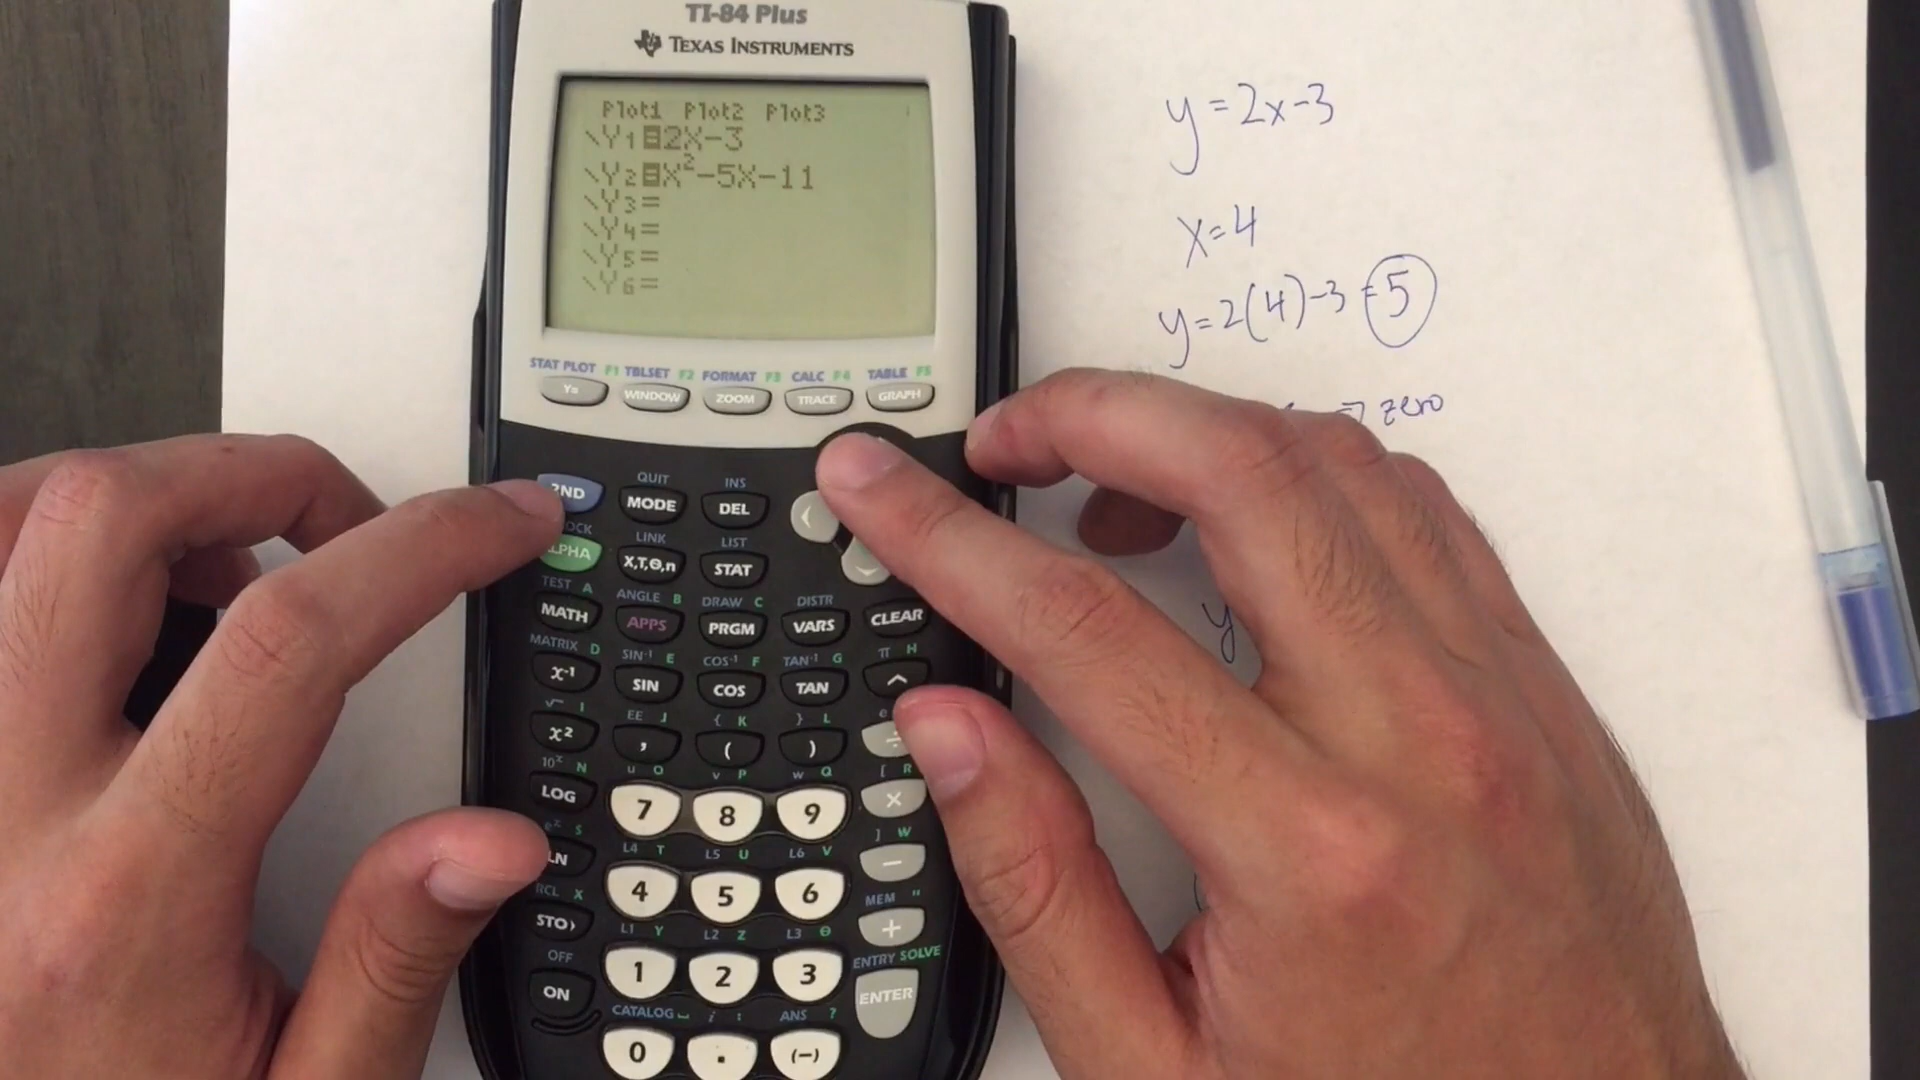 TI-84 Plus
TEXAS INSTRUMENTS
Plot1 Plot2 Plot3
\Y1=2X-3
\Y2=X²-5X-11
\Y3=
\Y4=
\Y5=
\Y6=
STAT PLOT F1 TBLSET F2 FORMAT F3 CALC F4 TABLE F5
Y= WINDOW ZOOM TRACE GRAPH
QUIT INS
2ND MODE DEL
LINK LIST
ALPHA X,T,Θ,n STAT
TEST A ANGLE B DRAW C DISTR
MATH APPS PRGM VARS CLEAR
MATRIX D SIN⁻¹ E COS⁻¹ F TAN⁻¹ G π H
x⁻¹ SIN COS TAN ^
√ I EE J { K } L e
x² , ( ) ÷
10ˣ N u O v P w Q [ R
LOG 7 8 9 ×
eˣ S L4 T L5 U L6 V ] W
LN 4 5 6 −
RCL X L1 Y L2 Z L3 Θ MEM "
STO› 1 2 3 +
OFF ENTRY SOLVE
ON ENTER
CATALOG ⎵ i : ANS ?
0 . (−)
y=2x-3
x=4
y=2(4)-3=5
zero
y